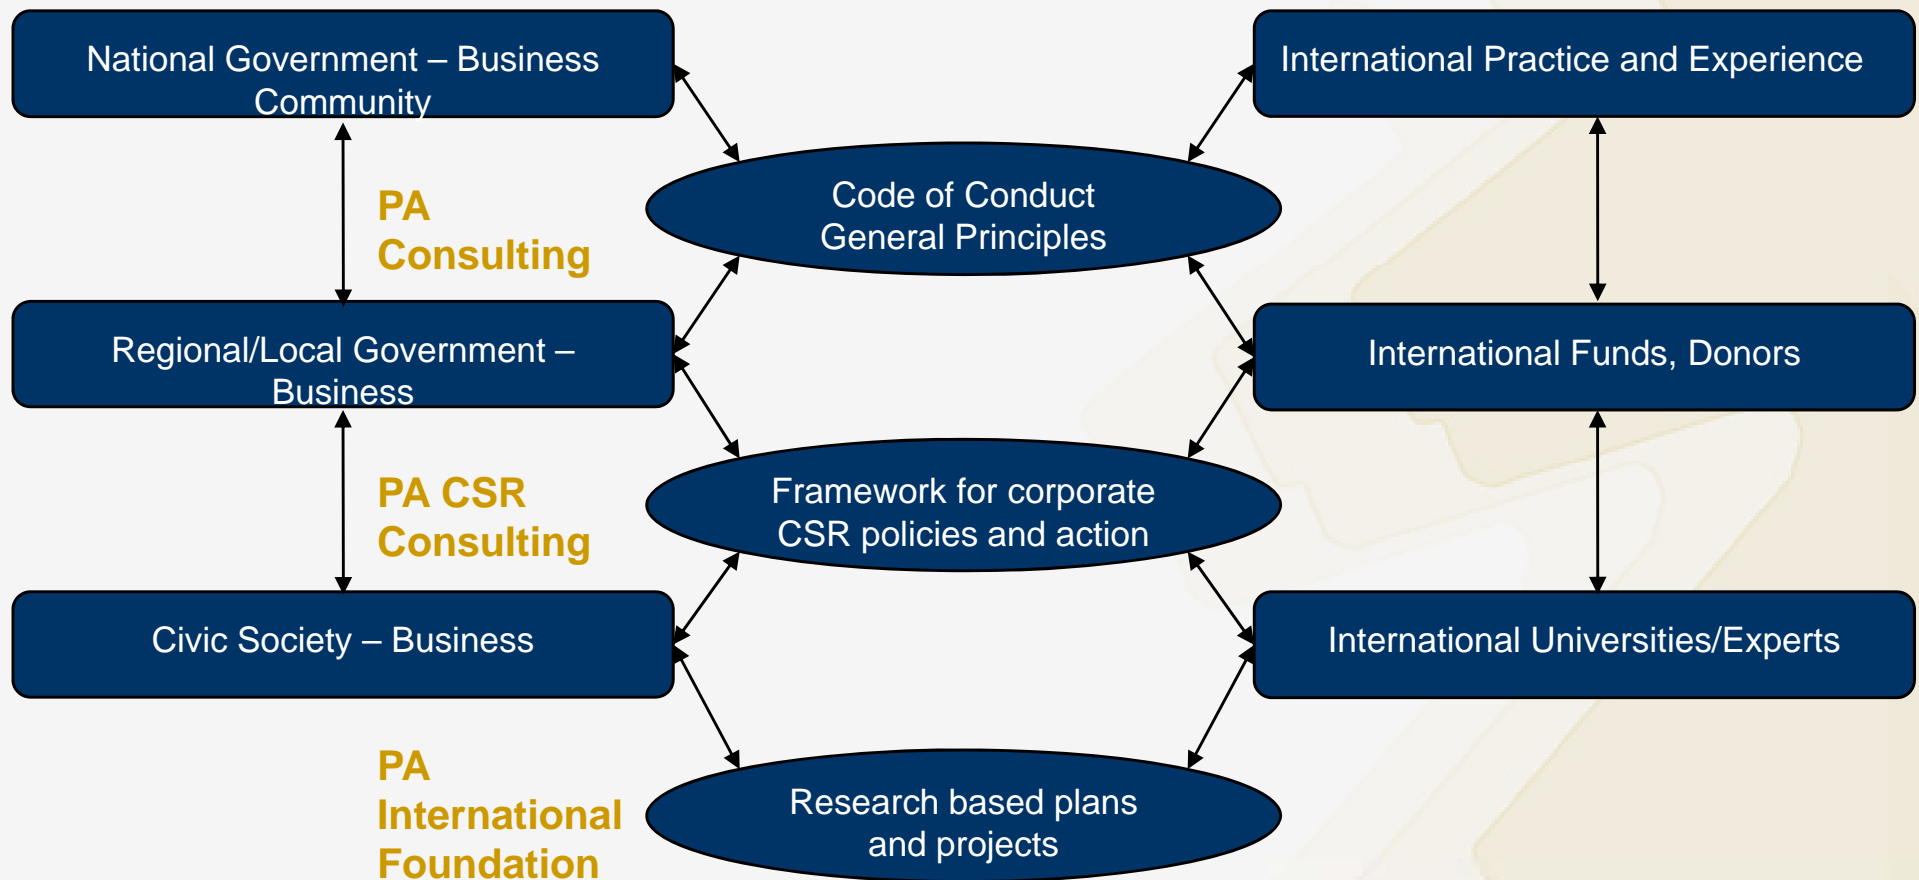 National Government – Business
Community
International Practice and Experience
Code of Conduct
General Principles
PA
Consulting
Regional/Local Government –
Business
International Funds, Donors
Framework for corporate
CSR policies and action
PA CSR
Consulting
Civic Society – Business
International Universities/Experts
PA
International
Foundation
Research based plans
and projects